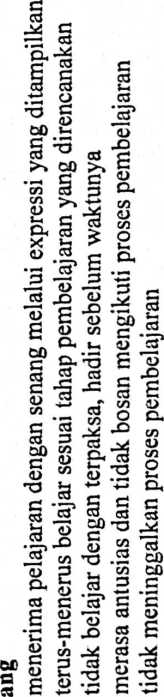 ang
menerima pelajaran dengan senang melalui expressi yang ditampilkan
terus-menerus belajar sesuai tahap pembelajaran yang direncanakan
tidak belajar dengan terpaksa, hadir sebelum waktunya
merasa antusias dan tidak bosan mengikuti proses pembelajaran
tidak meninggalkan proses pembelajaran